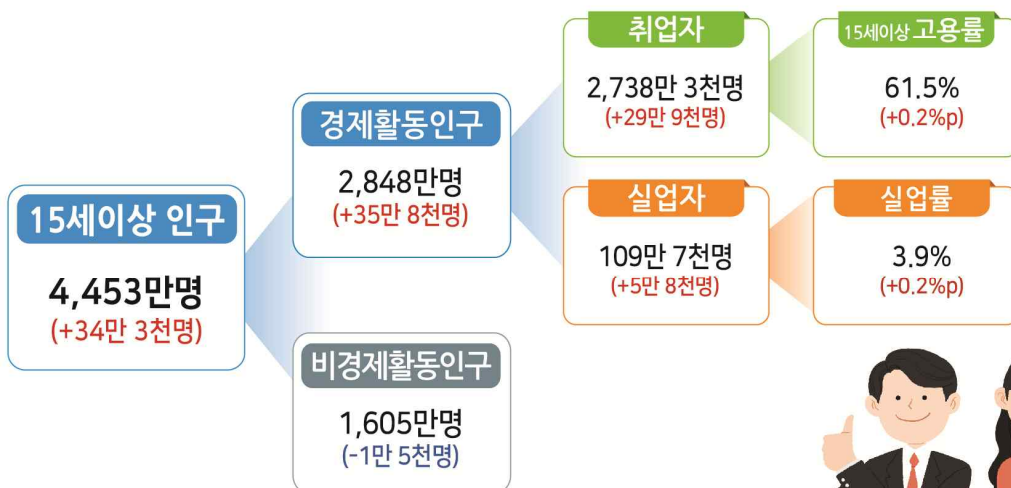 15세이상 인구
4,453만명
(+34만 3천명)
경제활동인구
2,848만명
(+35만 8천명)
비경제활동인구
1,605만명
(-1만 5천명)
취업자
2,738만 3천명
(+29만 9천명)
15세이상 고용률
61.5%
(+0.2%p)
실업자
109만 7천명
(+5만 8천명)
실업률
3.9%
(+0.2%p)